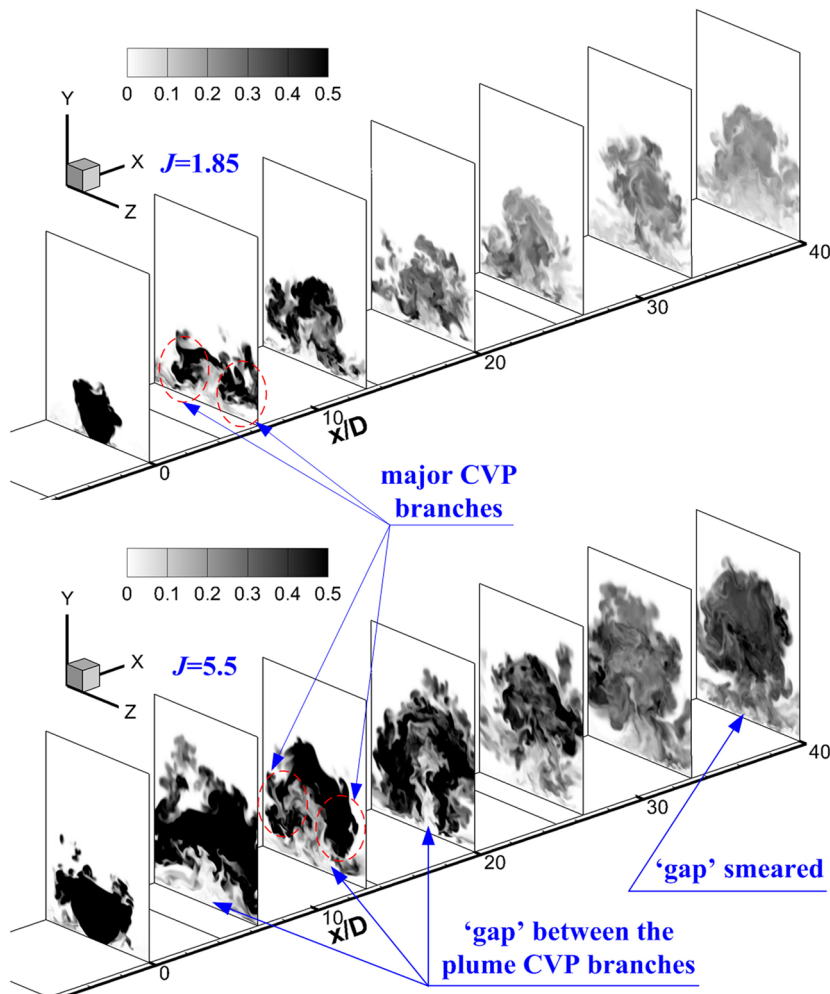 0 0.1 0.2 0.3 0.4 0.5
Y
X
Z
J=1.85
40
30
20
10
x/D
0
major CVP
branches
0 0.1 0.2 0.3 0.4 0.5
Y
X
Z
J=5.5
40
30
20
10
x/D
0
‘gap’ smeared
‘gap’ between the
plume CVP branches